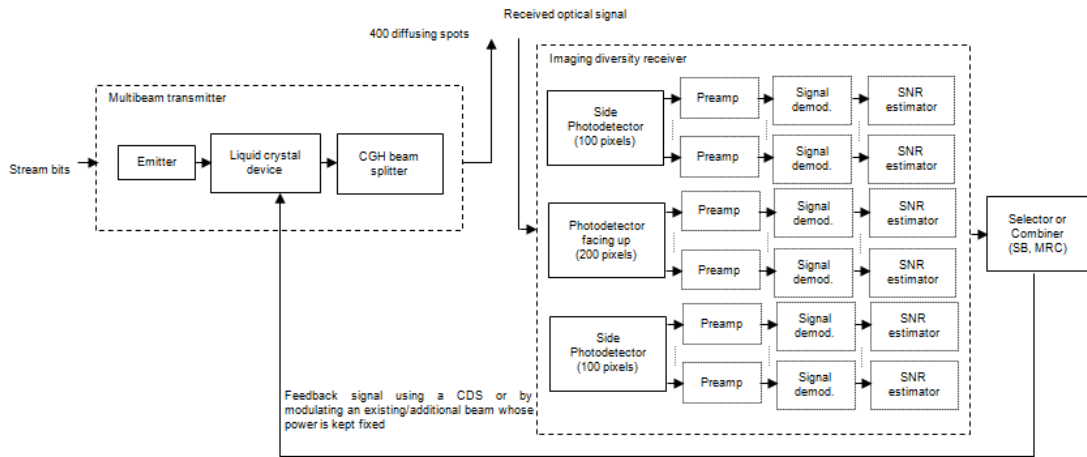 Received optical signal
400 diffusing spots
Imaging diversity receiver
Multibeam transmitter
Stream bits
Emitter
Liquid crystal
device
CGH beam
splitter
Side
Photodetector
(100 pixels)
Preamp
Signal
demod.
SNR
estimator
Preamp
Signal
demod.
SNR
estimator
Photodetector
facing up
(200 pixels)
Preamp
Signal
demod.
SNR
estimator
Preamp
Signal
demod.
SNR
estimator
Side
Photodetector
(100 pixels)
Preamp
Signal
demod.
SNR
estimator
Preamp
Signal
demod.
SNR
estimator
Selector or
Combiner
(SB, MRC)
Feedback signal using a CDS or by
modulating an existing/additional beam whose
power is kept fixed